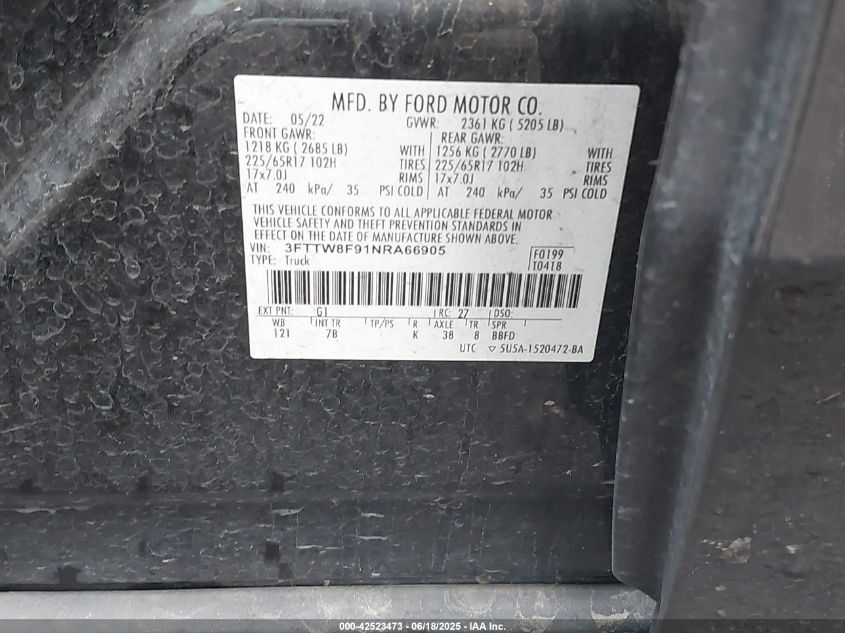 MFD. BY FORD MOTOR CO.
DATE: 05/22 GVWR: 2361 KG ( 5205 LB)
FRONT GAWR: REAR GAWR:
1218 KG ( 2685 LB) WITH 1256 KG ( 2770 LB) WITH
225/65R17 102H TIRES 225/65R17 102H TIRES
17x7.0J RIMS 17x7.0J RIMS
AT 240 kPa/ 35 PSI COLD AT 240 kPa/ 35 PSI COLD
THIS VEHICLE CONFORMS TO ALL APPLICABLE FEDERAL MOTOR
VEHICLE SAFETY AND THEFT PREVENTION STANDARDS IN
EFFECT ON THE DATE OF MANUFACTURE SHOWN ABOVE.
VIN: 3FTTW8F91NRA66905 F0199
TYPE: Truck T0418
EXT PNT: G1 RC: 27 DSO:
WB INT TR TP/PS R AXLE TR SPR
121 7B K 38 8 BBFD
UTC ▽ 5U5A-1520472-BA
000-42523473 - 06/18/2025 - IAA Inc.